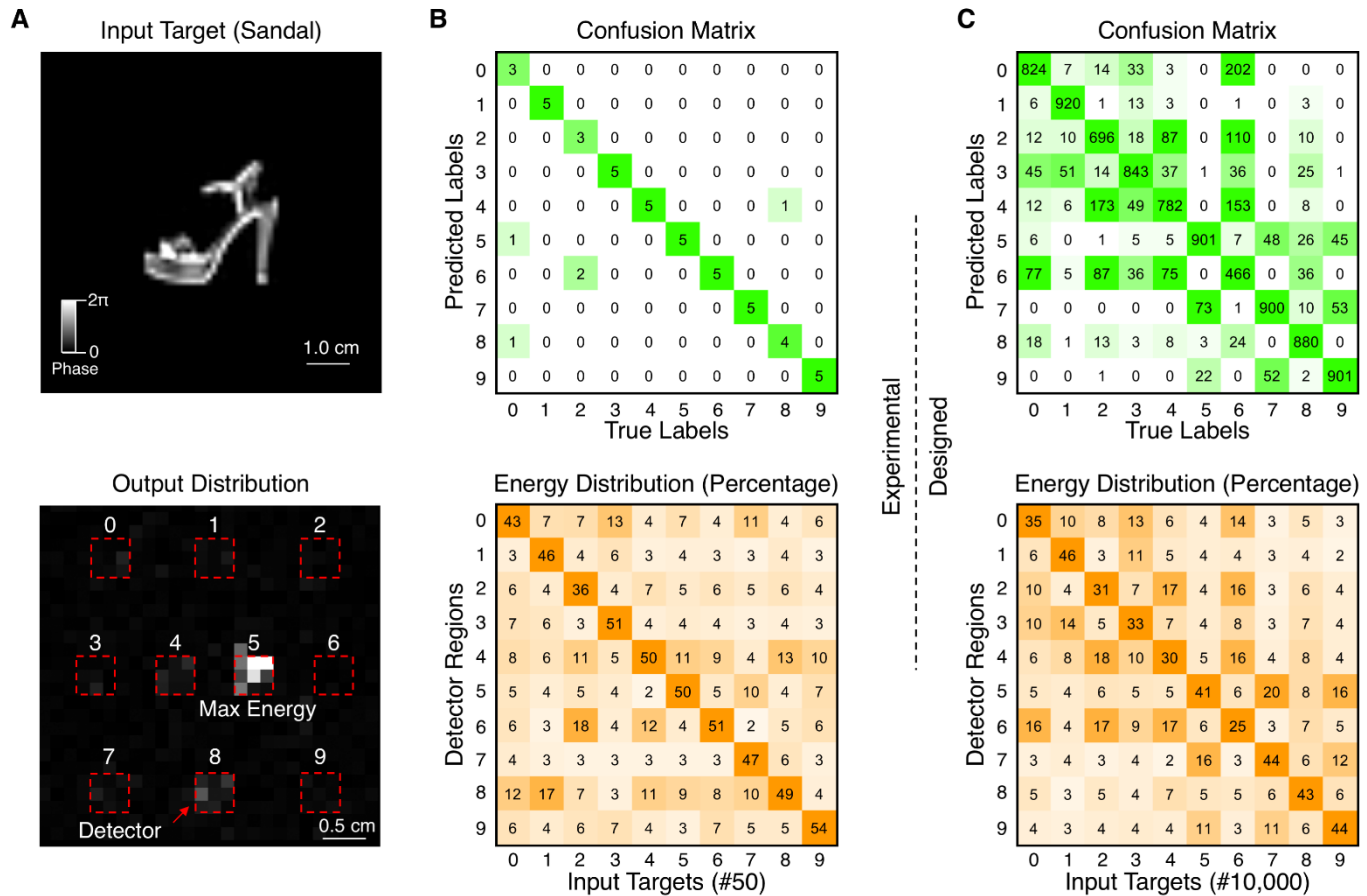 A
Input Target (Sandal)
2π
0
Phase
1.0 cm
Output Distribution
0 1 2
3 4 5 6
Max Energy
7 8 9
Detector
0.5 cm
B
Confusion Matrix
Predicted Labels
0 3 0 0 0 0 0 0 0 0 0
1 0 5 0 0 0 0 0 0 0 0
2 0 0 3 0 0 0 0 0 0 0
3 0 0 0 5 0 0 0 0 0 0
4 0 0 0 0 5 0 0 0 1 0
5 1 0 0 0 0 5 0 0 0 0
6 0 0 2 0 0 0 5 0 0 0
7 0 0 0 0 0 0 0 5 0 0
8 1 0 0 0 0 0 0 0 4 0
9 0 0 0 0 0 0 0 0 0 5
0 1 2 3 4 5 6 7 8 9
True Labels
Energy Distribution (Percentage)
Detector Regions
0 43 7 7 13 4 7 4 11 4 6
1 3 46 4 6 3 4 3 3 4 3
2 6 4 36 4 7 5 6 5 6 4
3 7 6 3 51 4 4 4 3 4 3
4 8 6 11 5 50 11 9 4 13 10
5 5 4 5 4 2 50 5 10 4 7
6 6 3 18 4 12 4 51 2 5 6
7 4 3 3 3 3 3 3 47 3 3
8 12 17 7 3 11 9 8 10 49 4
9 6 4 6 7 4 3 7 5 5 54
0 1 2 3 4 5 6 7 8 9
Input Targets (#50)
Experimental
Designed
C
Confusion Matrix
Predicted Labels
0 824 7 14 33 3 0 202 0 0 0
1 6 920 1 13 3 0 1 0 3 0
2 12 10 696 18 87 0 110 0 10 0
3 45 51 14 843 37 1 36 0 25 1
4 12 6 173 49 782 0 153 0 8 0
5 6 0 1 5 5 901 7 48 26 45
6 77 5 87 36 75 0 466 0 36 0
7 0 0 0 0 0 73 1 900 10 53
8 18 1 13 3 8 3 24 0 880 0
9 0 0 1 0 0 22 0 52 2 901
0 1 2 3 4 5 6 7 8 9
True Labels
Energy Distribution (Percentage)
Detector Regions
0 35 10 8 13 6 4 14 3 5 3
1 6 46 3 11 5 4 4 3 4 2
2 10 4 31 7 17 4 16 3 6 4
3 10 14 5 33 7 4 8 3 7 4
4 6 8 18 10 30 5 16 4 8 4
5 5 4 6 5 5 41 6 20 8 16
6 16 4 17 9 17 6 25 3 7 5
7 3 4 3 4 2 16 3 44 6 12
8 5 3 5 4 7 5 5 6 43 6
9 4 3 4 4 4 11 3 11 6 44
0 1 2 3 4 5 6 7 8 9
Input Targets (#10,000)